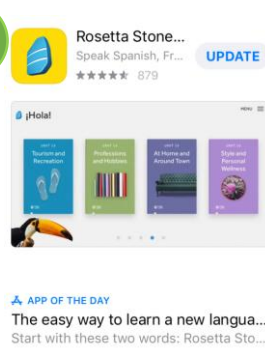 Rosetta Stone...
Speak Spanish, Fr...
UPDATE
879
¡Hola!
MENU
Tourism and
Recreation
Professions
and Hobbies
At Home and
Around Town
Style and
Personal
Wellness
APP OF THE DAY
The easy way to learn a new langua...
Start with these two words: Rosetta Sto...